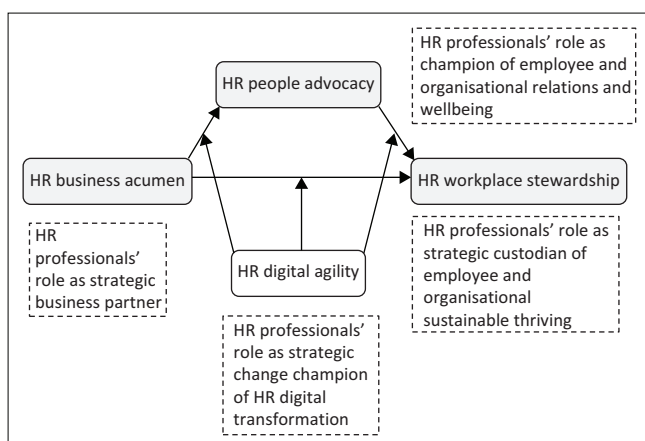 HR professionals’ role as
champion of employee and
organisational relations and
wellbeing
HR people advocacy
HR business acumen
HR workplace stewardship
HR
professionals’
role as strategic
business partner
HR digital agility
HR professionals’ role as
strategic custodian of
employee and
organisational
sustainable thriving
HR professionals’
role as strategic
change champion
of HR digital
transformation